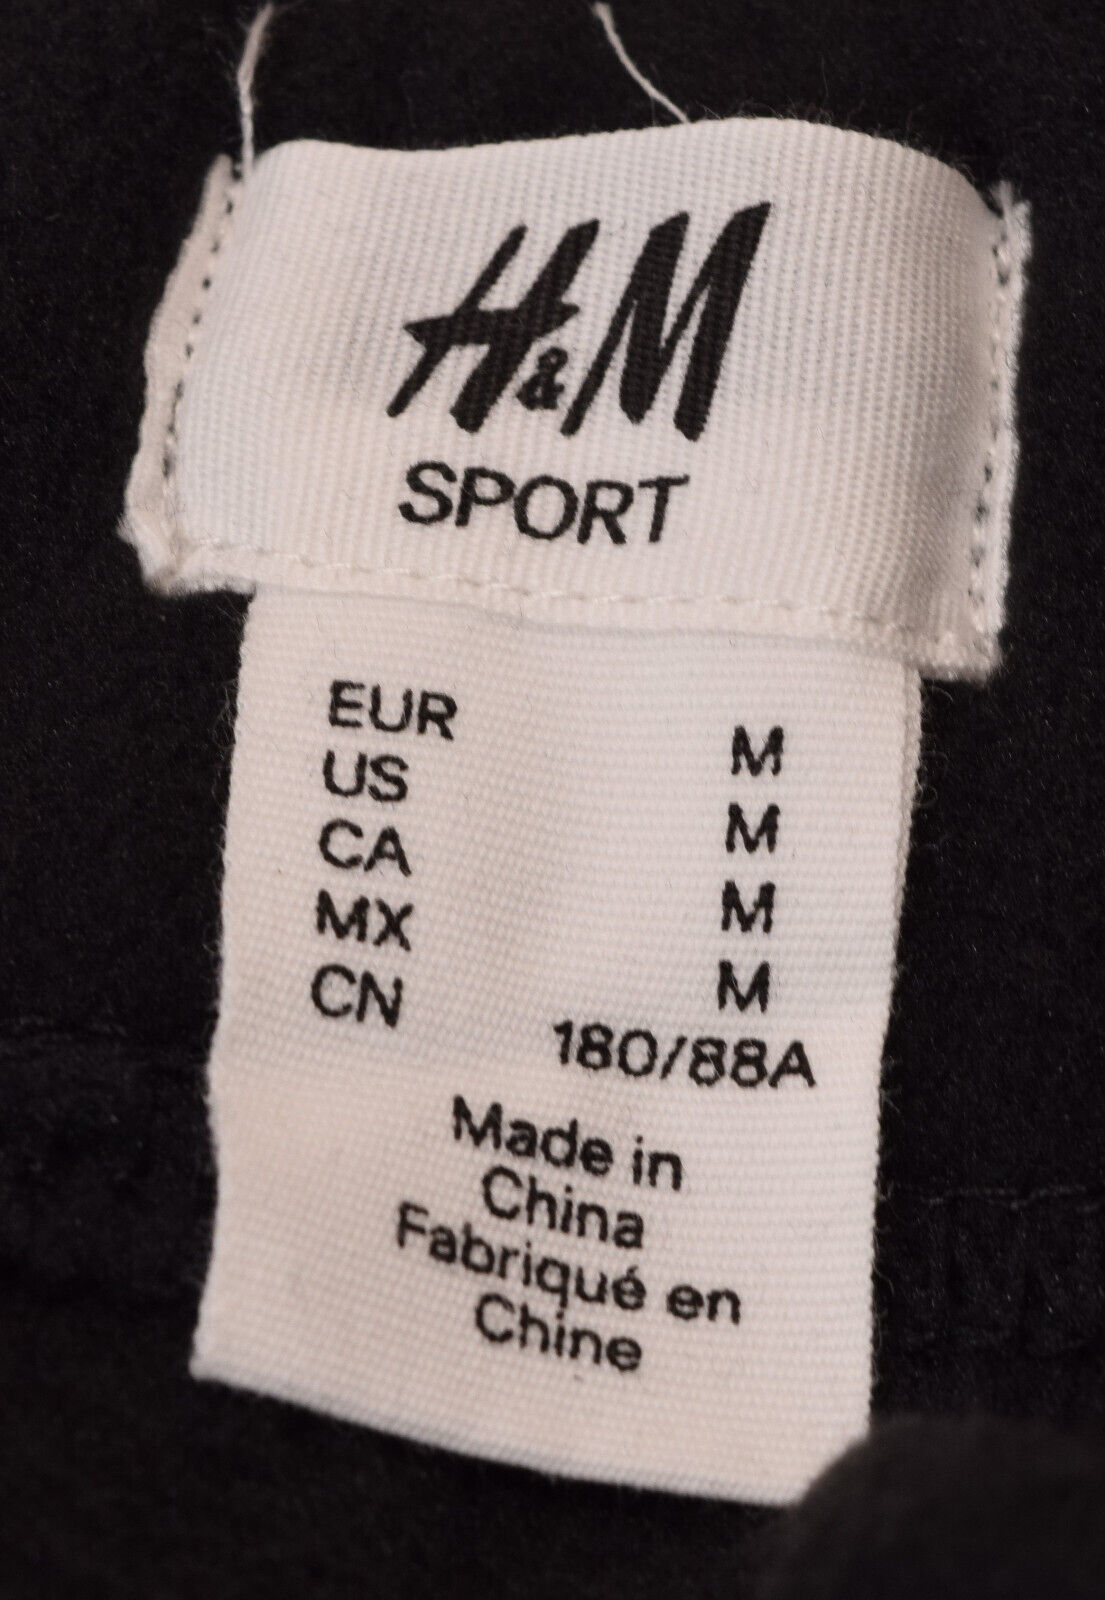 H&M
SPORT
EUR M
US M
CA M
MX M
CN 180/88A
Made in
China
Fabriqué en
Chine